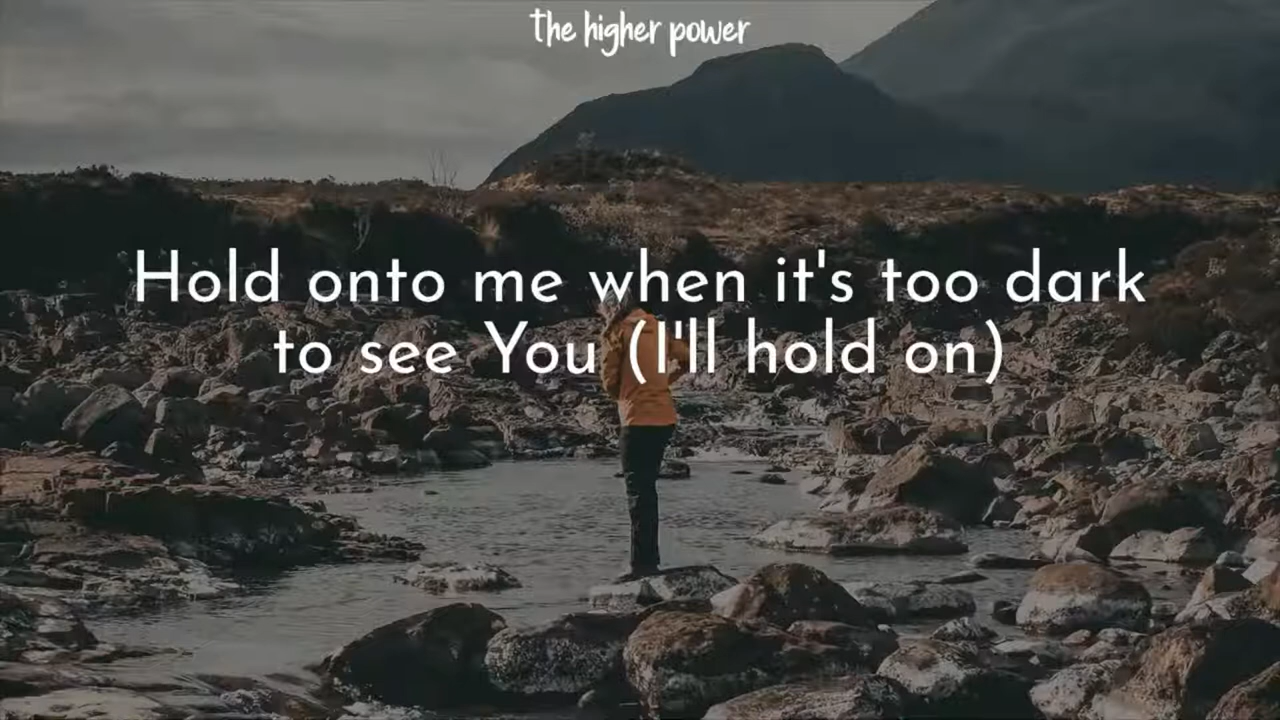 the higher power
Hold onto me when it's too dark
to see You (I'll hold on)